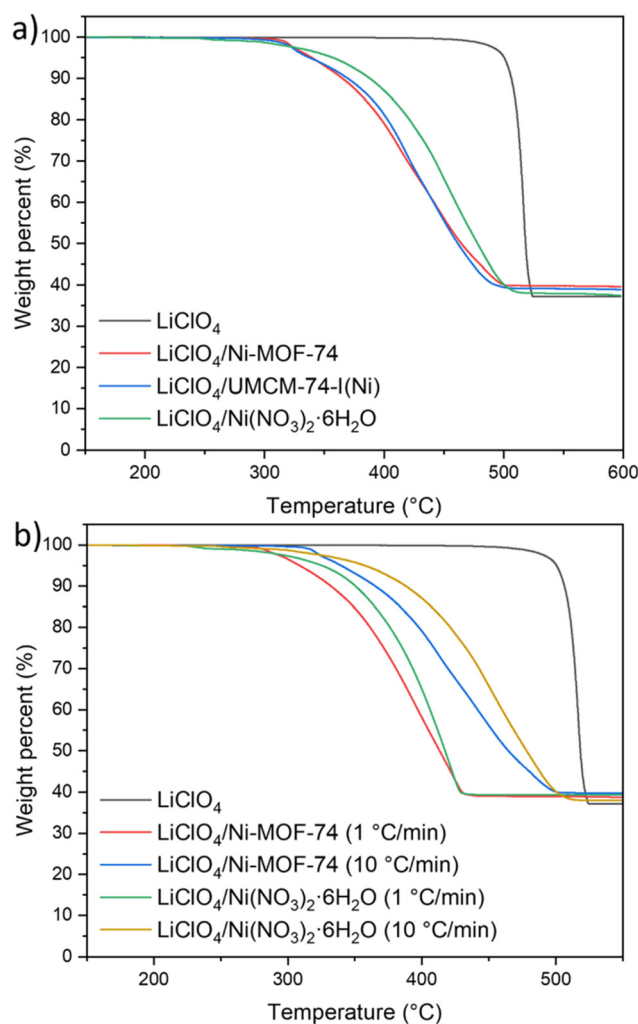 a)
100
90
80
70
60
50
40
30
20
10
0
Weight percent (%)
LiClO₄
LiClO₄/Ni-MOF-74
LiClO₄/UMCM-74-I(Ni)
LiClO₄/Ni(NO₃)₂·6H₂O
200 300 400 500 600
Temperature (°C)
b)
100
90
80
70
60
50
40
30
20
10
0
Weight percent (%)
LiClO₄
LiClO₄/Ni-MOF-74 (1 °C/min)
LiClO₄/Ni-MOF-74 (10 °C/min)
LiClO₄/Ni(NO₃)₂·6H₂O (1 °C/min)
LiClO₄/Ni(NO₃)₂·6H₂O (10 °C/min)
200 300 400 500
Temperature (°C)